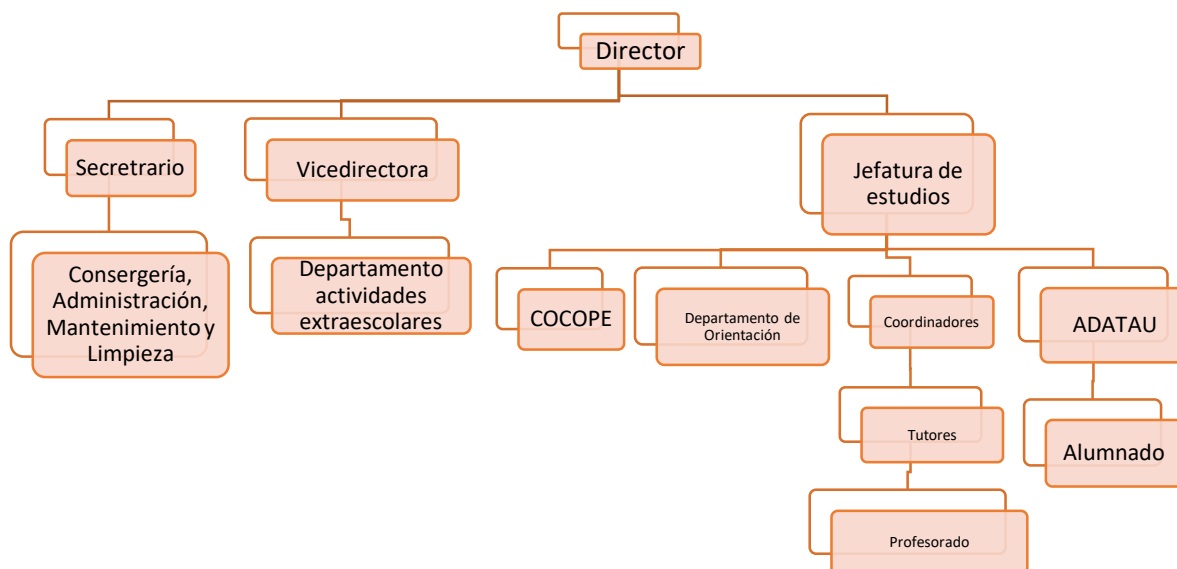 Director
Secretrario
Vicedirectora
Jefatura de
estudios
Consergería,
Administración,
Mantenimiento y
Limpieza
Departamento
actividades
extraescolares
COCOPE
Departamento de
Orientación
Coordinadores
ADATAU
Tutores
Alumnado
Profesorado